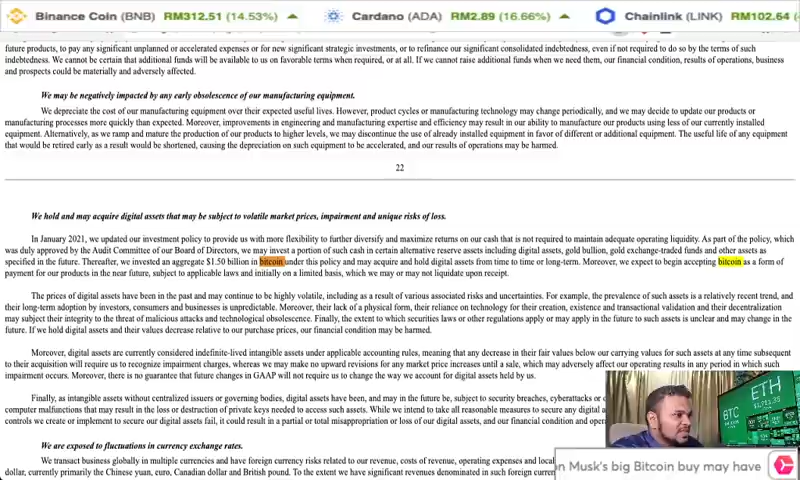 Binance Coin (BNB) RM312.51 (14.53%) Cardano (ADA) RM2.89 (16.66%) Chainlink (LINK) RM102.64
future products, to pay any significant unplanned or accelerated expenses or for new significant strategic investments, or to refinance our significant consolidated indebtedness, even if not required to do so by the terms of such
indebtedness. We cannot be certain that additional funds will be available to us on favorable terms when required, or at all. If we cannot raise additional funds when we need them, our financial condition, results of operations, business
and prospects could be materially and adversely affected.
We may be negatively impacted by any early obsolescence of our manufacturing equipment.
We depreciate the cost of our manufacturing equipment over their expected useful lives. However, product cycles or manufacturing technology may change periodically, and we may decide to update our products or
manufacturing processes more quickly than expected. Moreover, improvements in engineering and manufacturing expertise and efficiency may result in our ability to manufacture our products using less of our currently installed
equipment. Alternatively, as we ramp and mature the production of our products to higher levels, we may discontinue the use of already installed equipment in favor of different or additional equipment. The useful life of any equipment
that would be retired early as a result would be shortened, causing the depreciation on such equipment to be accelerated, and our results of operations may be harmed.
22
We hold and may acquire digital assets that may be subject to volatile market prices, impairment and unique risks of loss.
In January 2021, we updated our investment policy to provide us with more flexibility to further diversify and maximize returns on our cash that is not required to maintain adequate operating liquidity. As part of the policy, which
was duly approved by the Audit Committee of our Board of Directors, we may invest a portion of such cash in certain alternative reserve assets including digital assets, gold bullion, gold exchange-traded funds and other assets as
specified in the future. Thereafter, we invested an aggregate $1.50 billion in bitcoin under this policy and may acquire and hold digital assets from time to time or long-term. Moreover, we expect to begin accepting bitcoin as a form of
payment for our products in the near future, subject to applicable laws and initially on a limited basis, which we may or may not liquidate upon receipt.
The prices of digital assets have been in the past and may continue to be highly volatile, including as a result of various associated risks and uncertainties. For example, the prevalence of such assets is a relatively recent trend, and
their long-term adoption by investors, consumers and businesses is unpredictable. Moreover, their lack of a physical form, their reliance on technology for their creation, existence and transactional validation and their decentralization
may subject their integrity to the threat of malicious attacks and technological obsolescence. Finally, the extent to which securities laws or other regulations apply or may apply in the future to such assets is unclear and may change in the
future. If we hold digital assets and their values decrease relative to our purchase prices, our financial condition may be harmed.
Moreover, digital assets are currently considered indefinite-lived intangible assets under applicable accounting rules, meaning that any decrease in their fair values below our carrying values for such assets at any time subsequent
to their acquisition will require us to recognize impairment charges, whereas we may make no upward revisions for any market price increases until a sale, which may adversely affect our operating results in any period in which such
impairment occurs. Moreover, there is no guarantee that future changes in GAAP will not require us to change the way we account for digital assets held by us.
Finally, as intangible assets without centralized issuers or governing bodies, digital assets have been, and may in the future be, subject to security breaches, cyberattacks or
computer malfunctions that may result in the loss or destruction of private keys needed to access such assets. While we intend to take all reasonable measures to secure any digital
controls we create or implement to secure our digital assets fail, it could result in a partial or total misappropriation or loss of our digital assets, and our financial condition and
BTC
ETH
We are exposed to fluctuations in currency exchange rates.
We transact business globally in multiple currencies and have foreign currency risks related to our revenue, costs of revenue, operating expenses and
dollar, currently primarily the Chinese yuan, euro, Canadian dollar and British pound. To the extent we have significant revenues denominated in such foreign
n Musk's big Bitcoin buy may have